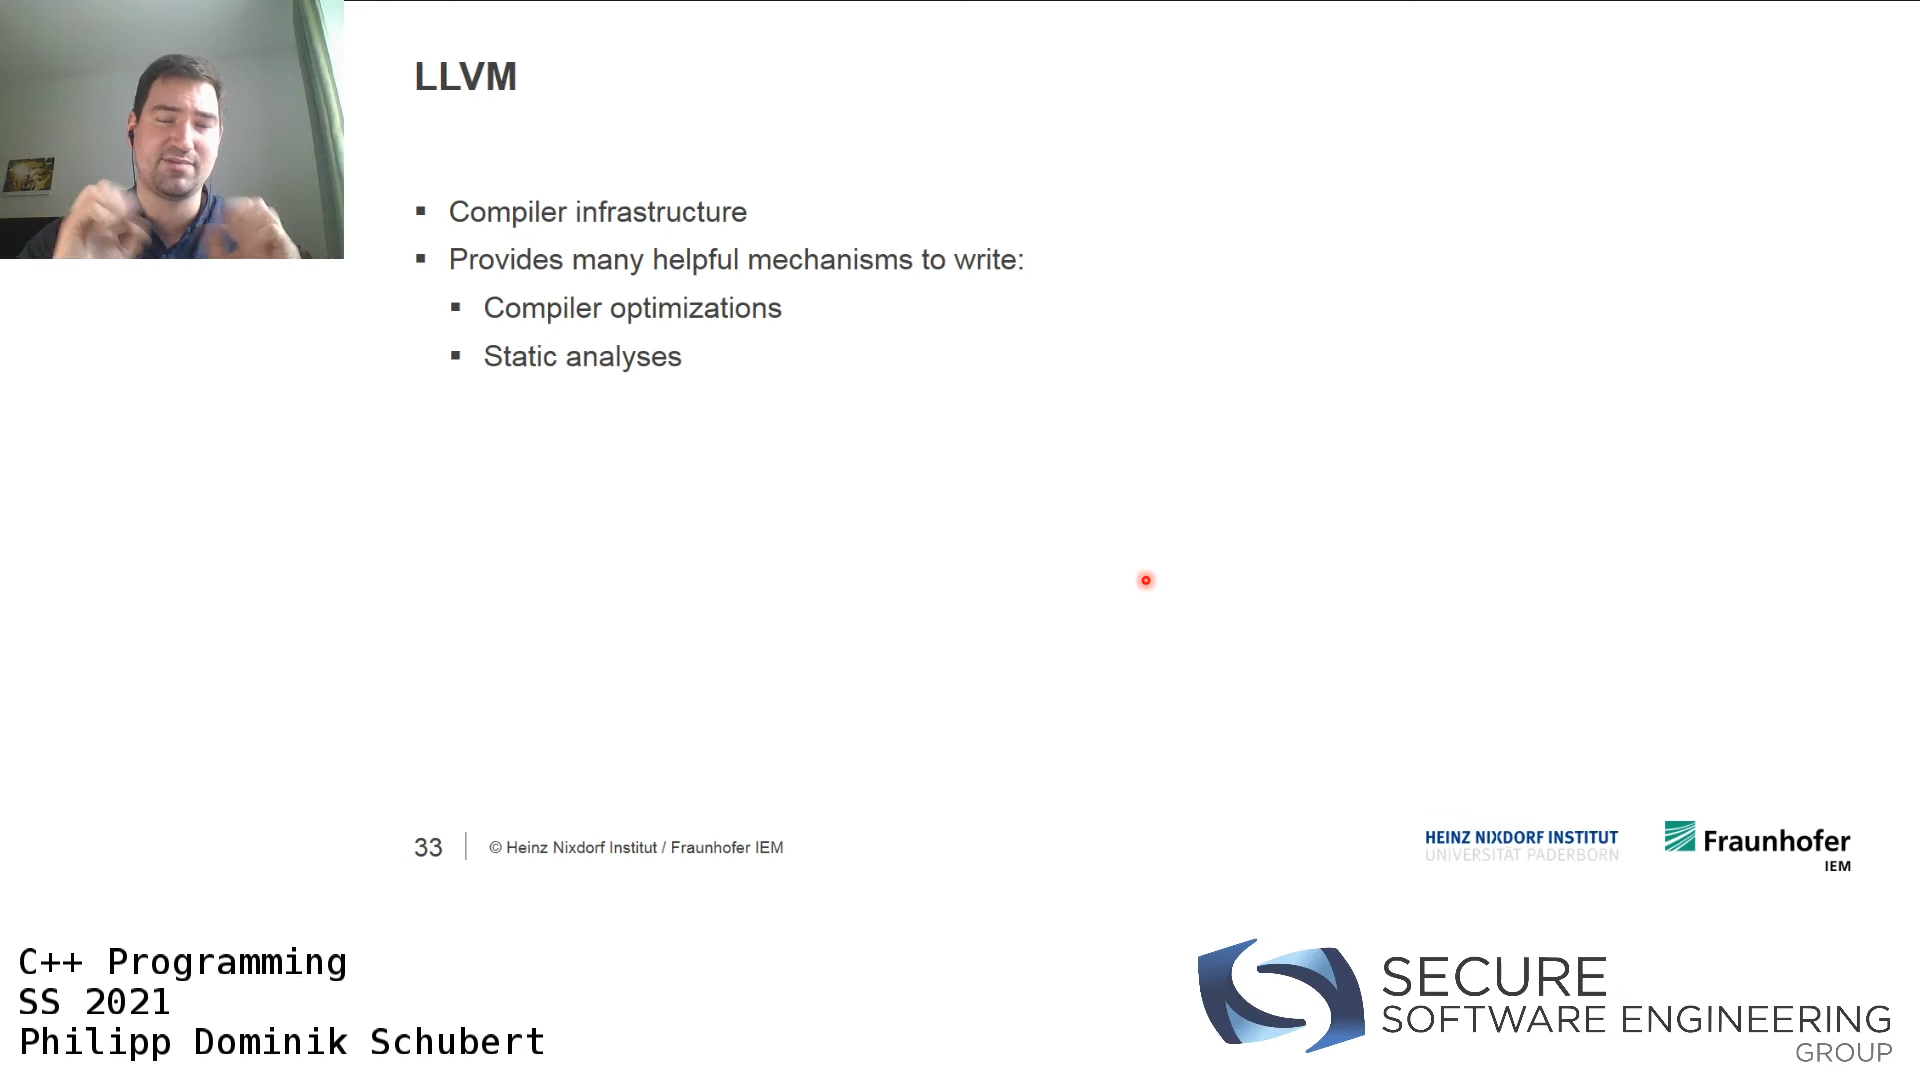 LLVM
Compiler infrastructure
Provides many helpful mechanisms to write:
Compiler optimizations
Static analyses
33
© Heinz Nixdorf Institut / Fraunhofer IEM
HEINZ NIXDORF INSTITUT
UNIVERSITÄT PADERBORN
Fraunhofer
IEM
C++ Programming
SS 2021
Philipp Dominik Schubert
SECURE
SOFTWARE ENGINEERING
GROUP